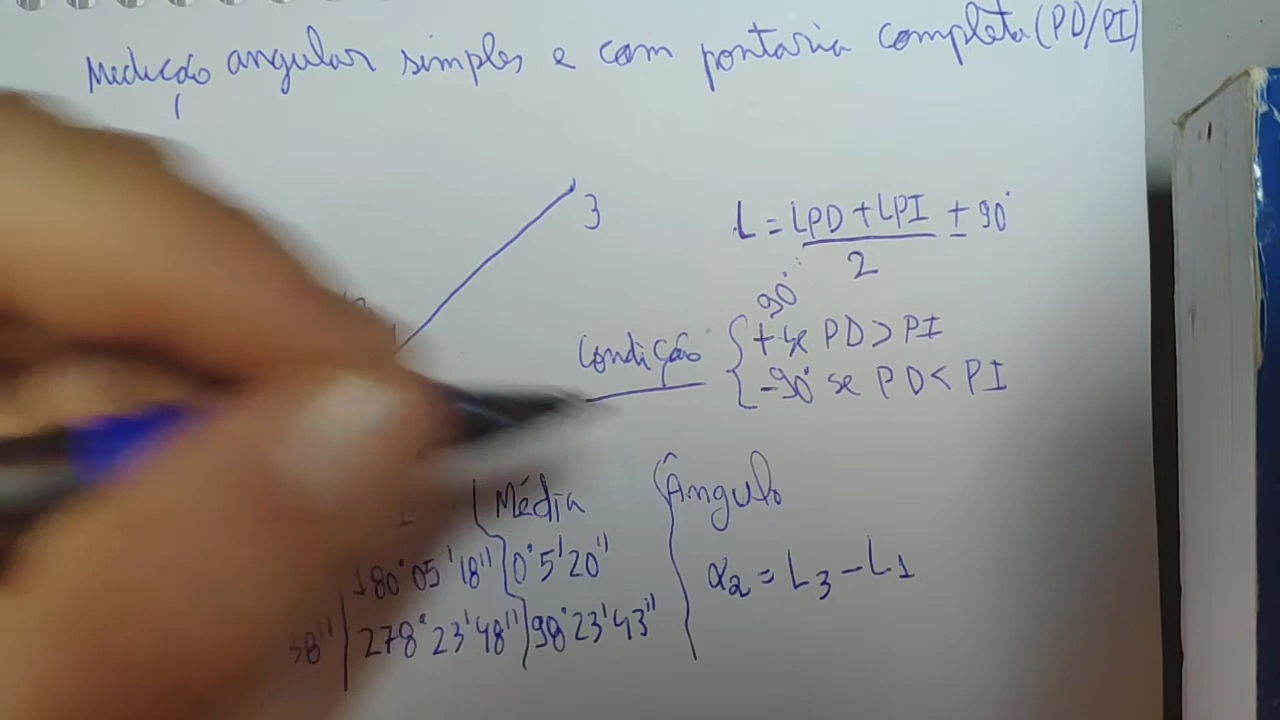 Medição angular simples e com pontaria completa (PD/PI)
3
L = LPD + LPI ± 90°
2
90°
Condição { + se PD > PI
-90° se PD < PI
I Média Ângulo
180° 05' 18" 0° 5' 20" α2 = L3 - L1
58" 278° 23' 48" 98° 23' 43"